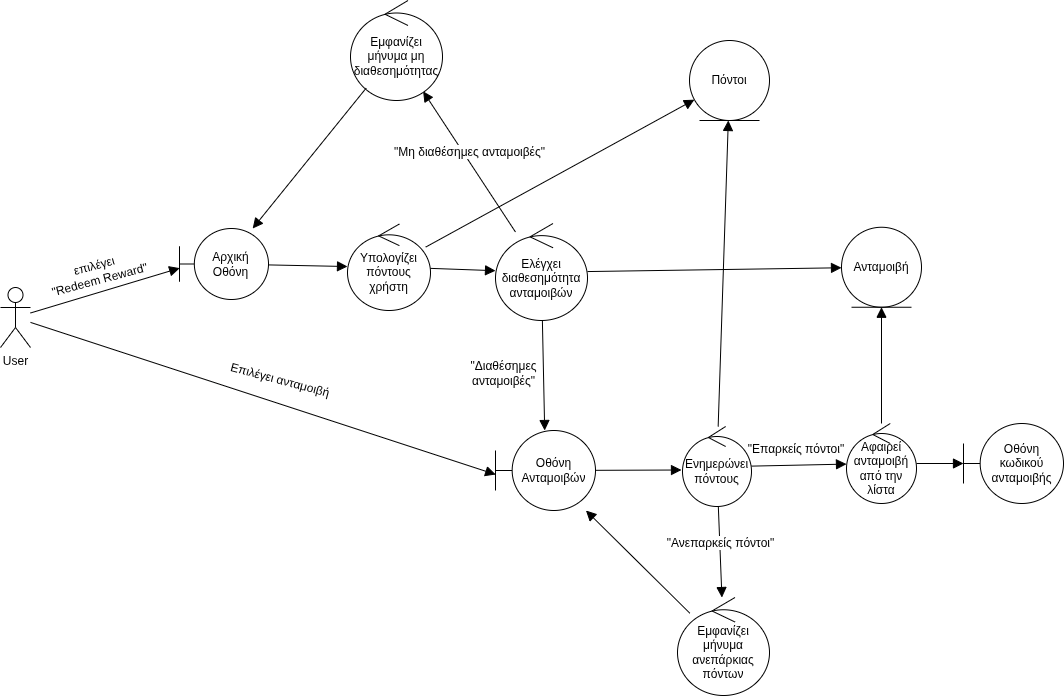 Εμφανίζει
μήνυμα μη
διαθεσημότητας
Πόντοι
"Μη διαθέσημες ανταμοιβές"
επιλέγει
"Redeem Reward"
Αρχική
Οθόνη
Υπολογίζει
πόντους
χρήστη
Ελέγχει
διαθεσημότητα
ανταμοιβών
Ανταμοιβή
User
Επιλέγει ανταμοιβή
"Διαθέσημες
ανταμοιβές"
Οθόνη
Ανταμοιβών
Ενημερώνει
πόντους
"Επαρκείς πόντοι"
Αφαιρεί
ανταμοιβή
από την
λίστα
Οθόνη
κωδικού
ανταμοιβής
"Ανεπαρκείς πόντοι"
Εμφανίζει
μήνυμα
ανεπάρκιας
πόντων